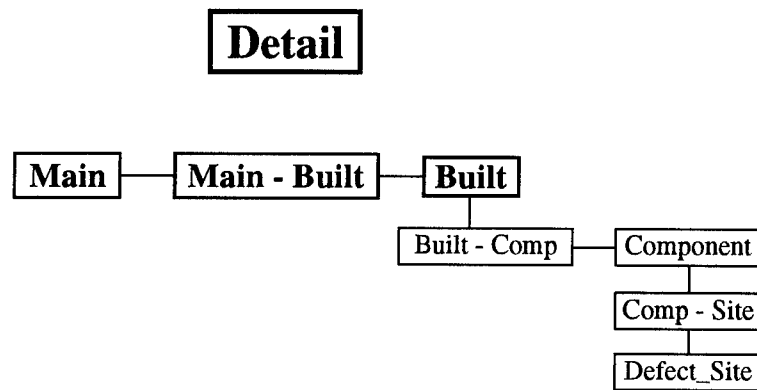 Detail
Main
Main - Built
Built
Built - Comp
Component
Comp - Site
Defect_Site